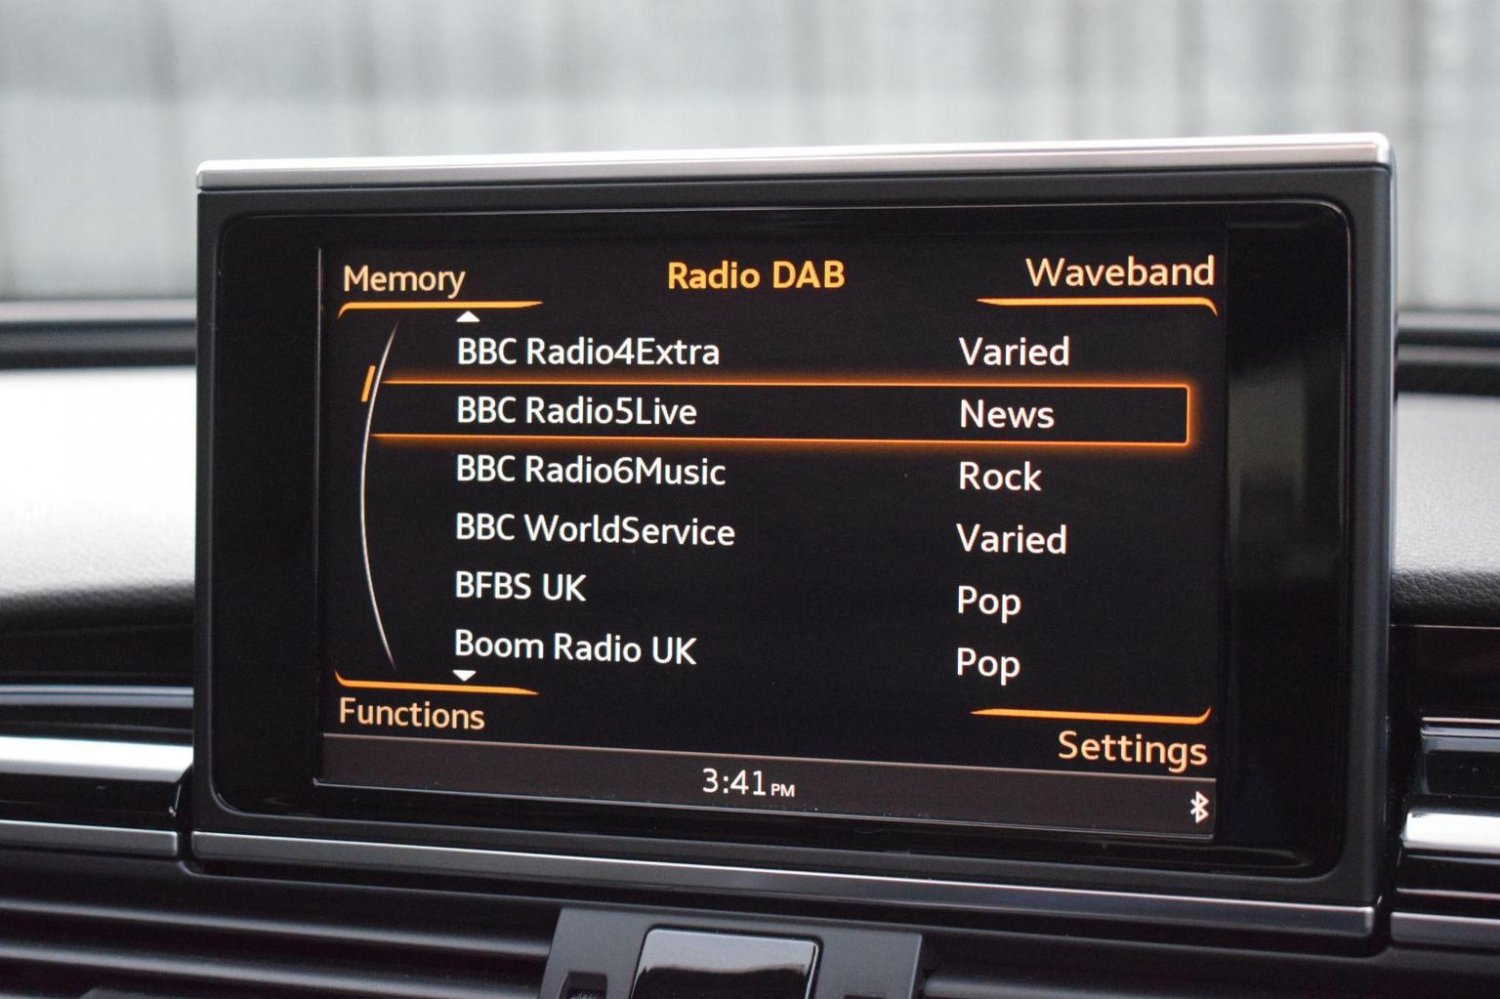 Memory Radio DAB Waveband
BBC Radio4Extra Varied
BBC Radio5Live News
BBC Radio6Music Rock
BBC WorldService Varied
BFBS UK Pop
Boom Radio UK Pop
Functions
Settings
3:41 PM